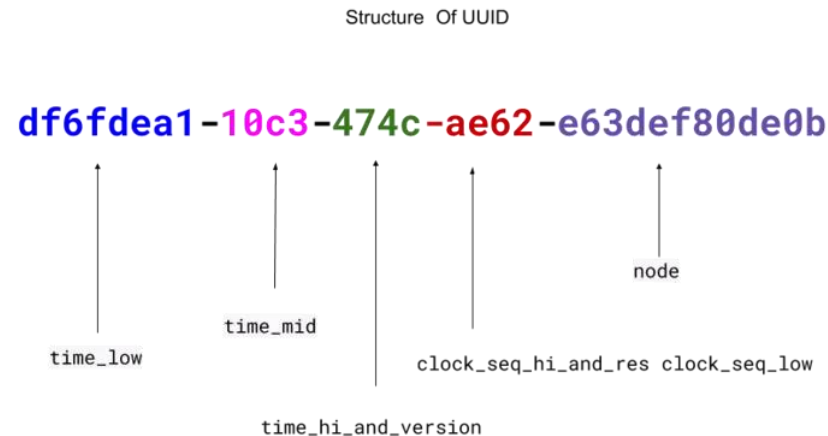 Structure Of UUID
df6fdea1-10c3-474c-ae62-e63def80de0b
node
time_mid
time_low
clock_seq_hi_and_res clock_seq_low
time_hi_and_version